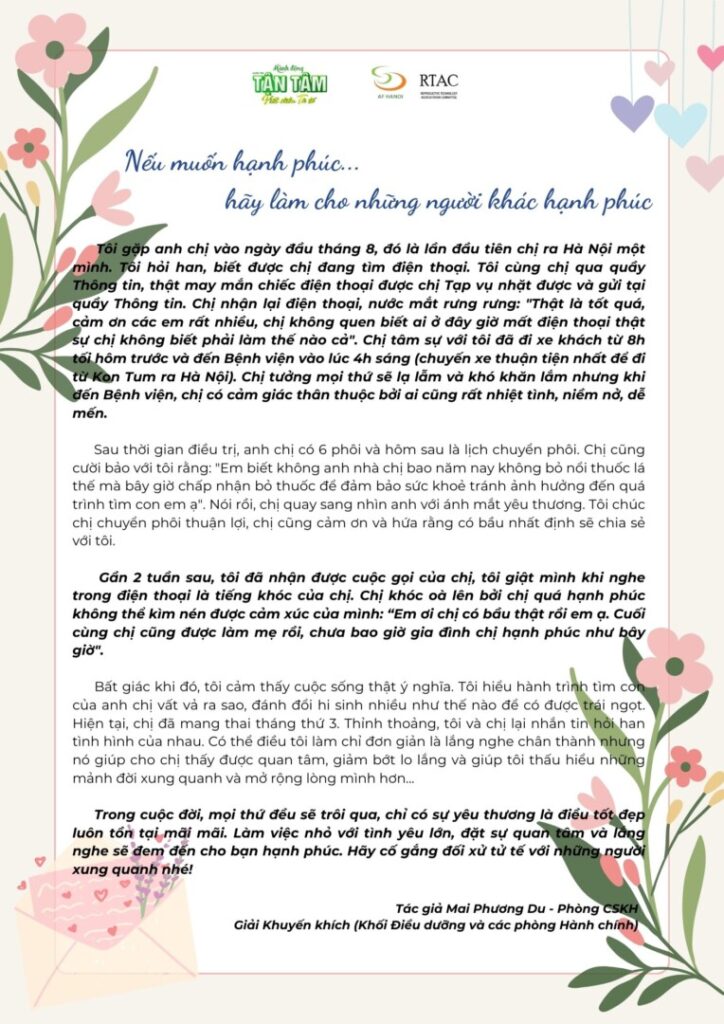 Hành động
TẬN TÂM
AF HANOI
RTAC
REPRODUCTIVE TECHNOLOGY
ACCREDITATION COMMITTEE
Nếu muốn hạnh phúc...
hãy làm cho những người khác hạnh phúc
Tôi gặp anh chị vào ngày đầu tháng 8, đó là lần đầu tiên chị ra Hà Nội một
mình. Tôi hỏi han, biết được chị đang tìm điện thoại. Tôi cùng chị qua quầy
Thông tin, thật may mắn chiếc điện thoại được chị Tạp vụ nhặt được và gửi tại
quầy Thông tin. Chị nhận lại điện thoại, nước mắt rưng rưng: "Thật là tốt quá,
cảm ơn các em rất nhiều, chị không quen biết ai ở đây giờ mất điện thoại thật
sự chị không biết phải làm thế nào cả". Chị tâm sự với tôi đã đi xe khách từ 8h
tối hôm trước và đến Bệnh viện vào lúc 4h sáng (chuyến xe thuận tiện nhất để đi
từ Kon Tum ra Hà Nội). Chị tưởng mọi thứ sẽ lạ lẫm và khó khăn lắm nhưng khi
đến Bệnh viện, chị có cảm giác thân thuộc bởi ai cũng rất nhiệt tình, niềm nở, dễ
mến.
Sau thời gian điều trị, anh chị có 6 phôi và hôm sau là lịch chuyển phôi. Chị cũng
cười bảo với tôi rằng: "Em biết không anh nhà chị bao năm nay không bỏ nổi thuốc lá
thế mà bây giờ chấp nhận bỏ thuốc để đảm bảo sức khoẻ tránh ảnh hưởng đến quá
trình tìm con em ạ". Nói rồi, chị quay sang nhìn anh với ánh mắt yêu thương. Tôi chúc
chị chuyển phôi thuận lợi, chị cũng cảm ơn và hứa rằng có bầu nhất định sẽ chia sẻ
với tôi.
Gần 2 tuần sau, tôi đã nhận được cuộc gọi của chị, tôi giật mình khi nghe
trong điện thoại là tiếng khóc của chị. Chị khóc oà lên bởi chị quá hạnh phúc
không thể kìm nén được cảm xúc của mình: “Em ơi chị có bầu thật rồi em ạ. Cuối
cùng chị cũng được làm mẹ rồi, chưa bao giờ gia đình chị hạnh phúc như bây
giờ".
Bất giác khi đó, tôi cảm thấy cuộc sống thật ý nghĩa. Tôi hiểu hành trình tìm con
của anh chị vất vả ra sao, đánh đổi hi sinh nhiều như thế nào để có được trái ngọt.
Hiện tại, chị đã mang thai tháng thứ 3. Thỉnh thoảng, tôi và chị lại nhắn tin hỏi han
tình hình của nhau. Có thể điều tôi làm chỉ đơn giản là lắng nghe chân thành nhưng
nó giúp cho chị thấy được quan tâm, giảm bớt lo lắng và giúp tôi thấu hiểu những
mảnh đời xung quanh và mở rộng lòng mình hơn...
Trong cuộc đời, mọi thứ đều sẽ trôi qua, chỉ có sự yêu thương là điều tốt đẹp
luôn tồn tại mãi mãi. Làm việc nhỏ với tình yêu lớn, đặt sự quan tâm và lắng
nghe sẽ đem đến cho bạn hạnh phúc. Hãy cố gắng đối xử tử tế với những người
xung quanh nhé!
Tác giả Mai Phương Du - Phòng CSKH
Giải Khuyến khích (Khối Điều dưỡng và các phòng Hành chính)